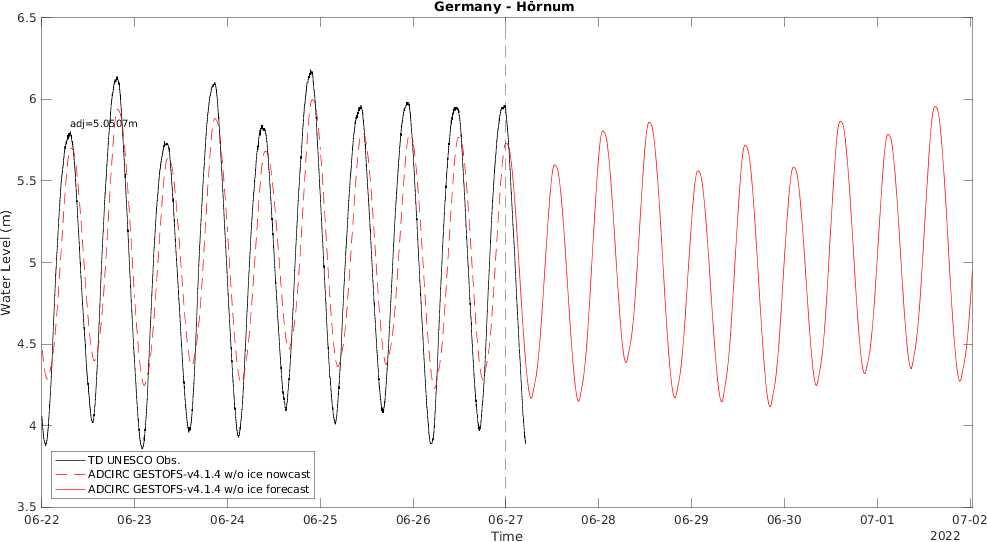 Germany - Hörnum
6.5
6
5.5
5
4.5
4
3.5
Water Level (m)
adj=5.0507m
TD UNESCO Obs.
ADCIRC GESTOFS-v4.1.4 w/o ice nowcast
ADCIRC GESTOFS-v4.1.4 w/o ice forecast
06-22 06-23 06-24 06-25 06-26 06-27 06-28 06-29 06-30 07-01 07-02
Time
2022